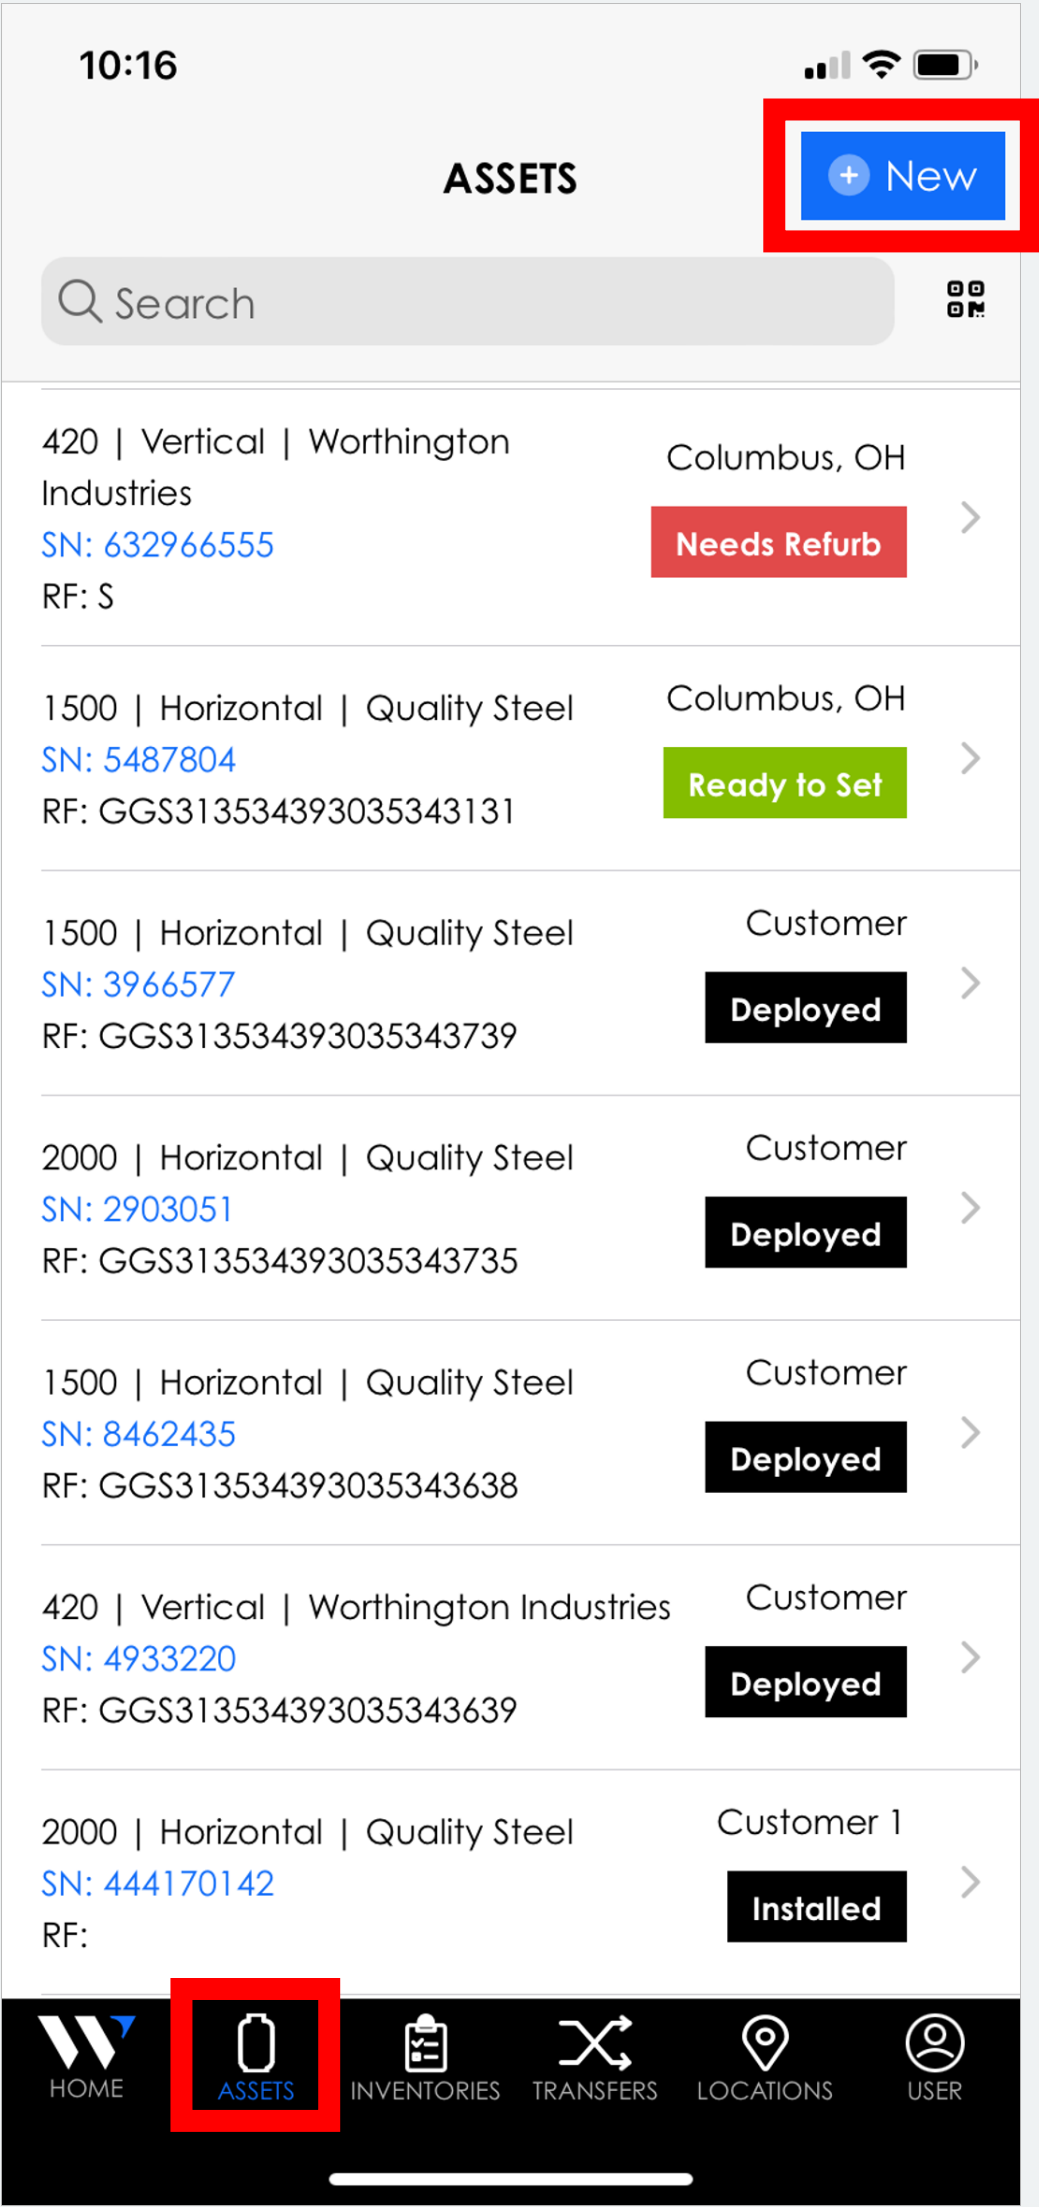 10:16
ASSETS
New
Search
420 | Vertical | Worthington
Industries
SN: 632966555
RF: S
Columbus, OH
Needs Refurb
1500 | Horizontal | Quality Steel
SN: 5487804
RF: GGS313534393035343131
Columbus, OH
Ready to Set
1500 | Horizontal | Quality Steel
SN: 3966577
RF: GGS313534393035343739
Customer
Deployed
2000 | Horizontal | Quality Steel
SN: 2903051
RF: GGS313534393035343735
Customer
Deployed
1500 | Horizontal | Quality Steel
SN: 8462435
RF: GGS313534393035343638
Customer
Deployed
420 | Vertical | Worthington Industries
SN: 4933220
RF: GGS313534393035343639
Customer
Deployed
2000 | Horizontal | Quality Steel
SN: 444170142
RF:
Customer 1
Installed
HOME
ASSETS
INVENTORIES
TRANSFERS
LOCATIONS
USER